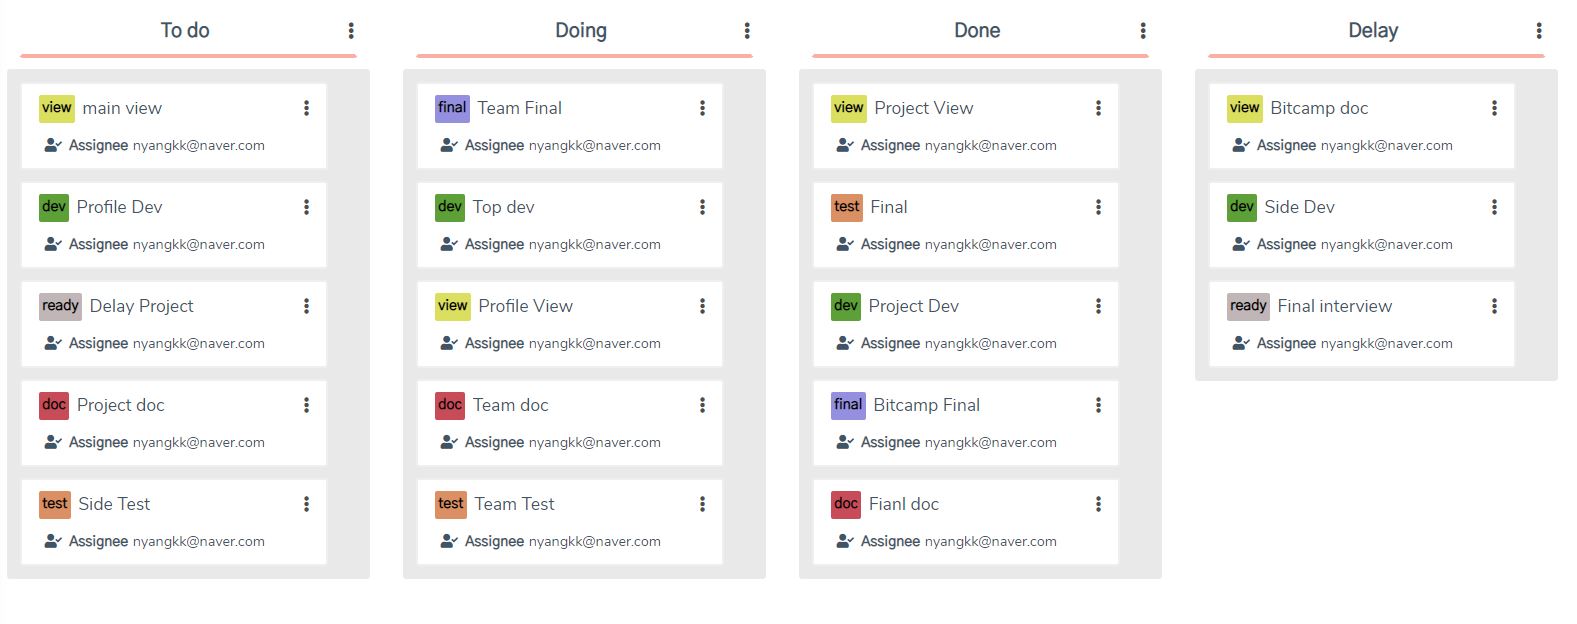 To do
view main view
Assignee nyangkk@naver.com
dev Profile Dev
Assignee nyangkk@naver.com
ready Delay Project
Assignee nyangkk@naver.com
doc Project doc
Assignee nyangkk@naver.com
test Side Test
Assignee nyangkk@naver.com
Doing
final Team Final
Assignee nyangkk@naver.com
dev Top dev
Assignee nyangkk@naver.com
view Profile View
Assignee nyangkk@naver.com
doc Team doc
Assignee nyangkk@naver.com
test Team Test
Assignee nyangkk@naver.com
Done
view Project View
Assignee nyangkk@naver.com
test Final
Assignee nyangkk@naver.com
dev Project Dev
Assignee nyangkk@naver.com
final Bitcamp Final
Assignee nyangkk@naver.com
doc Fianl doc
Assignee nyangkk@naver.com
Delay
view Bitcamp doc
Assignee nyangkk@naver.com
dev Side Dev
Assignee nyangkk@naver.com
ready Final interview
Assignee nyangkk@naver.com